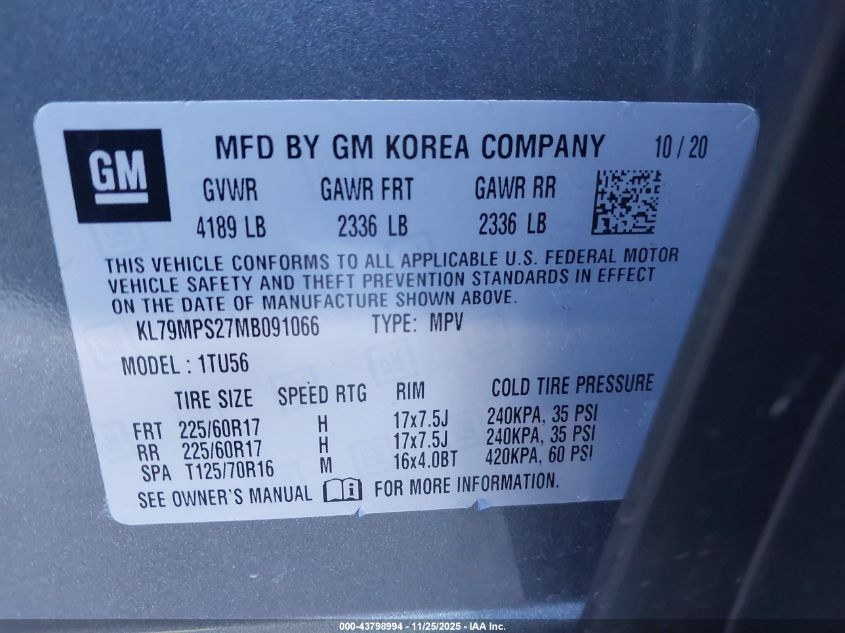 GM
MFD BY GM KOREA COMPANY 10 / 20
GVWR GAWR FRT GAWR RR
4189 LB 2336 LB 2336 LB
THIS VEHICLE CONFORMS TO ALL APPLICABLE U.S. FEDERAL MOTOR
VEHICLE SAFETY AND THEFT PREVENTION STANDARDS IN EFFECT
ON THE DATE OF MANUFACTURE SHOWN ABOVE.
KL79MPS27MB091066 TYPE: MPV
MODEL : 1TU56
TIRE SIZE SPEED RTG RIM COLD TIRE PRESSURE
FRT 225/60R17 H 17x7.5J 240KPA, 35 PSI
RR 225/60R17 H 17x7.5J 240KPA, 35 PSI
SPA T125/70R16 M 16x4.0BT 420KPA, 60 PSI
SEE OWNER'S MANUAL FOR MORE INFORMATION.
000-43798994 - 11/25/2025 - IAA Inc.